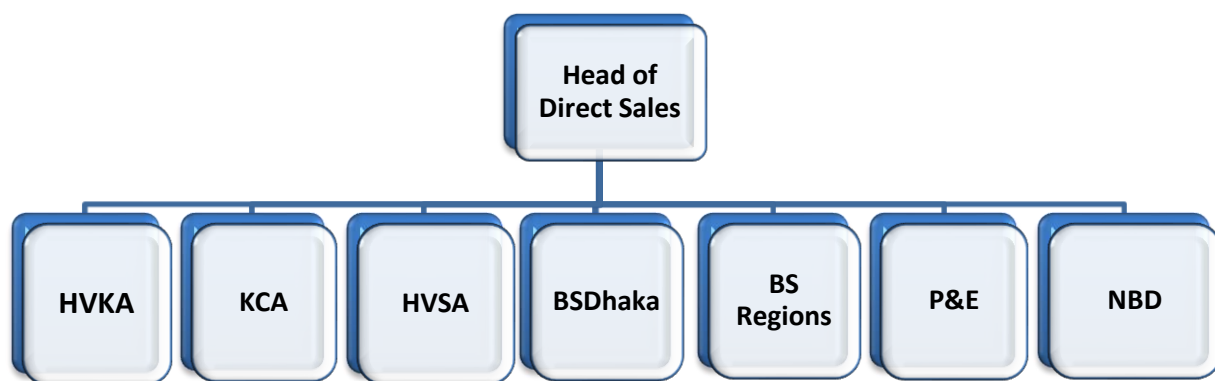 Head of
Direct Sales
HVKA
KCA
HVSA
BSDhaka
BS
Regions
P&E
NBD